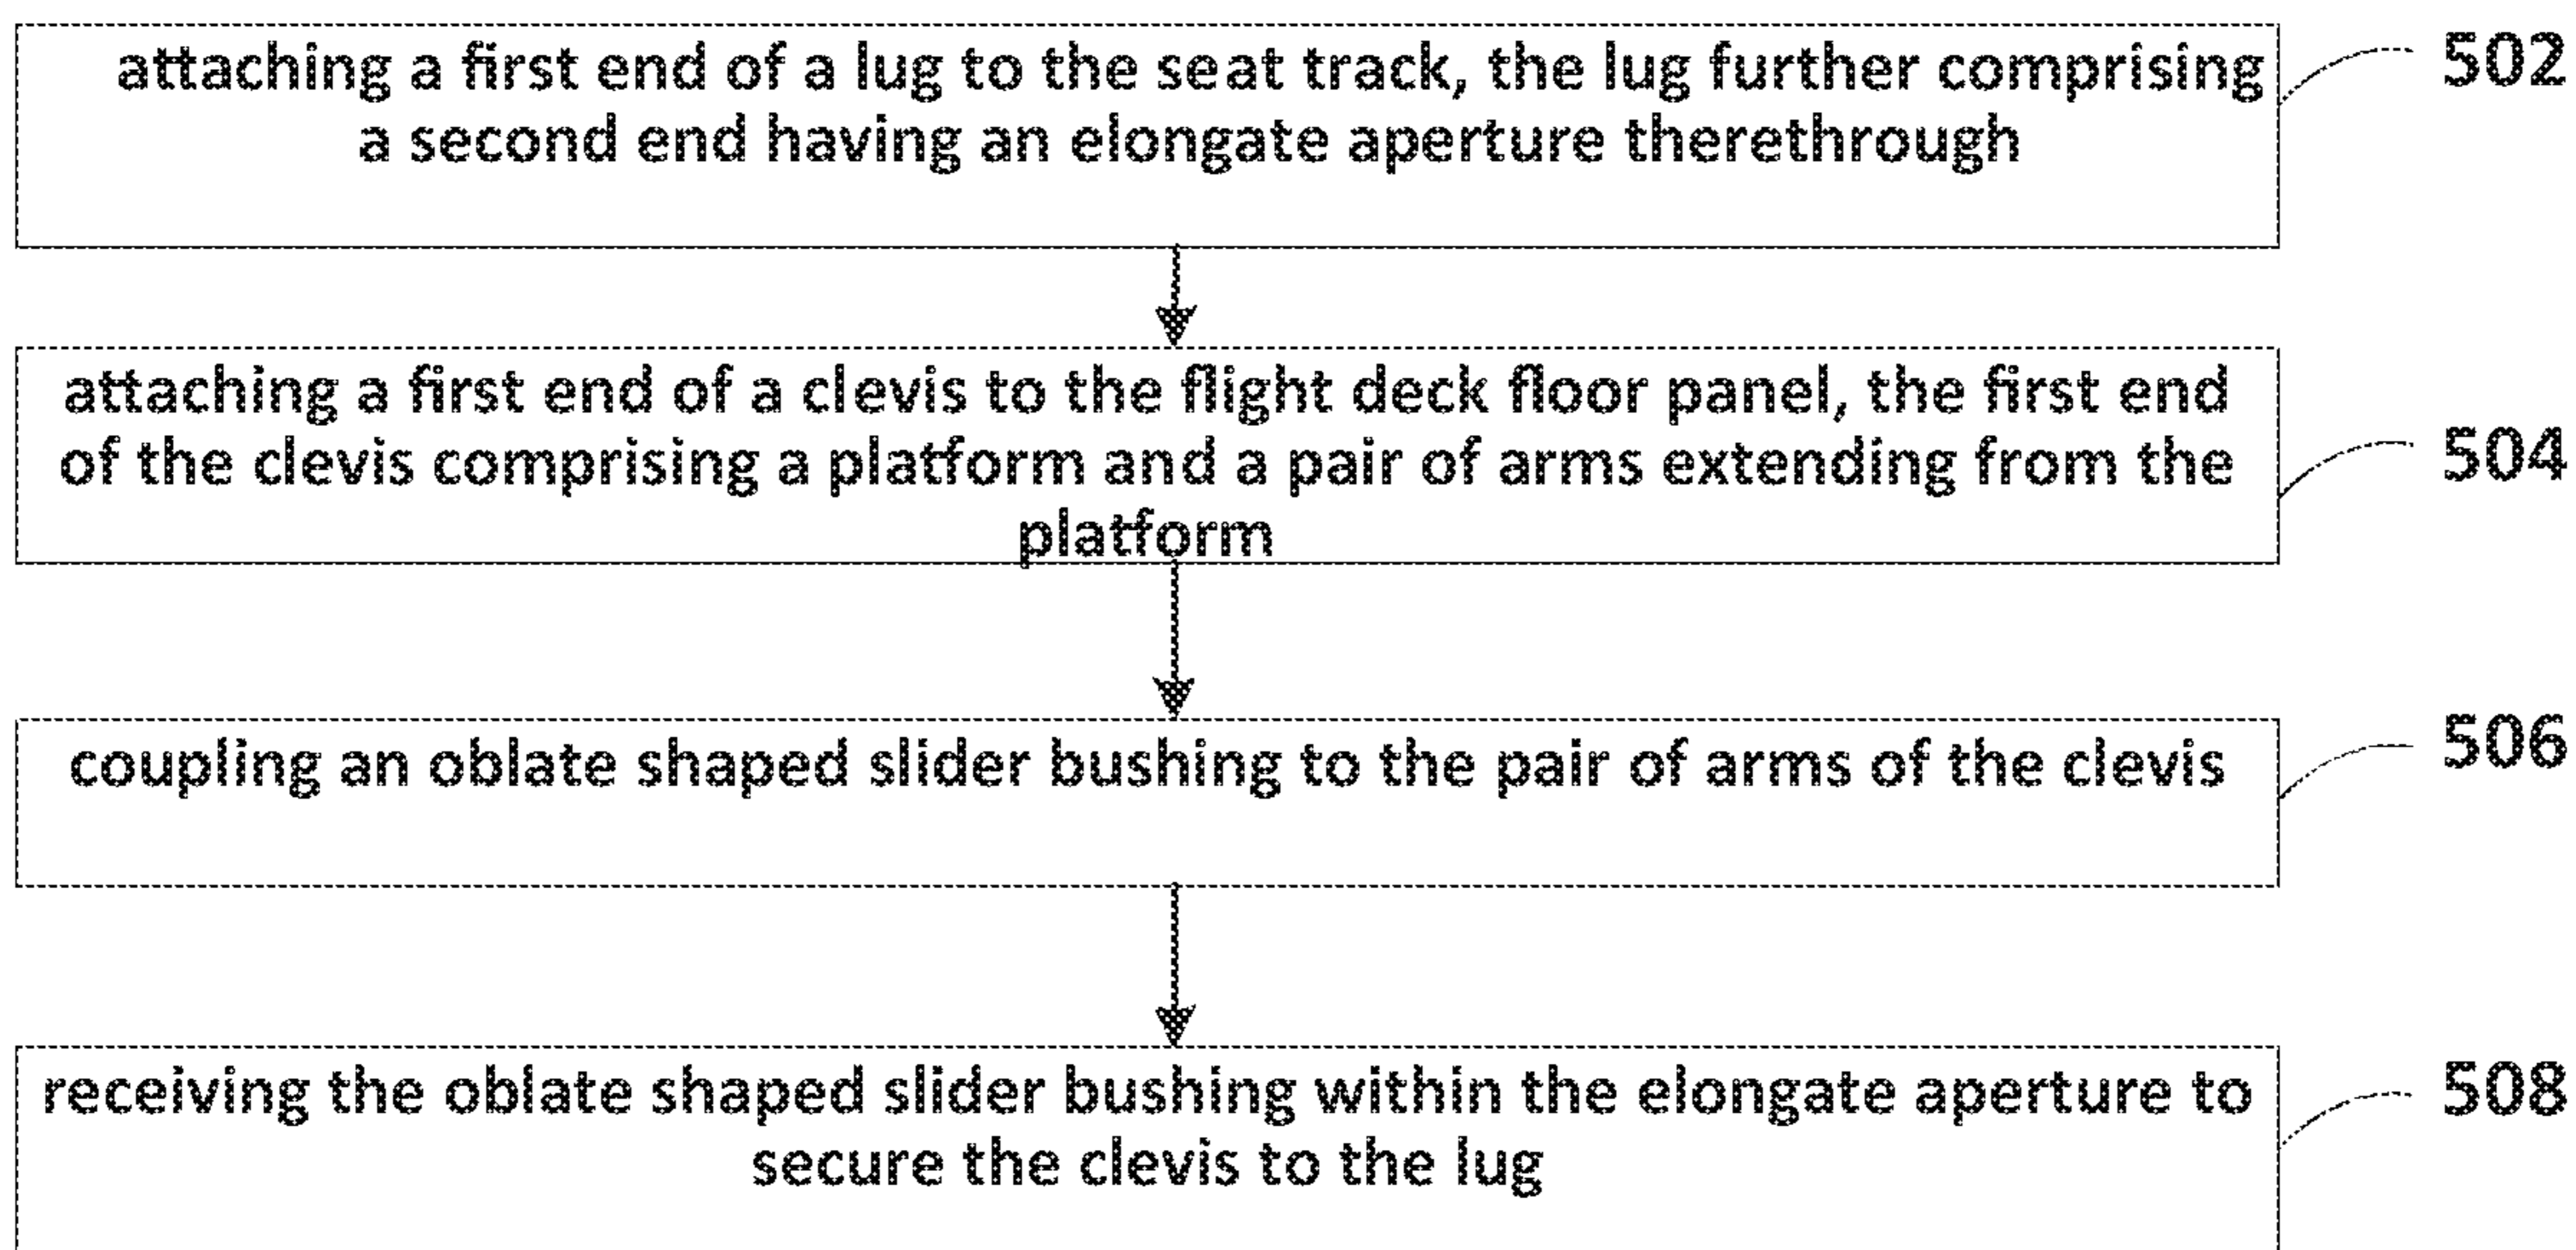 attaching a first end of a lug to the seat track, the lug further comprising
a second end having an elongate aperture therethrough
502
attaching a first end of a clevis to the flight deck floor panel, the first end
of the clevis comprising a platform and a pair of arms extending from the
platform
504
coupling an oblate shaped slider bushing to the pair of arms of the clevis
506
receiving the oblate shaped slider bushing within the elongate aperture to
secure the clevis to the lug
508